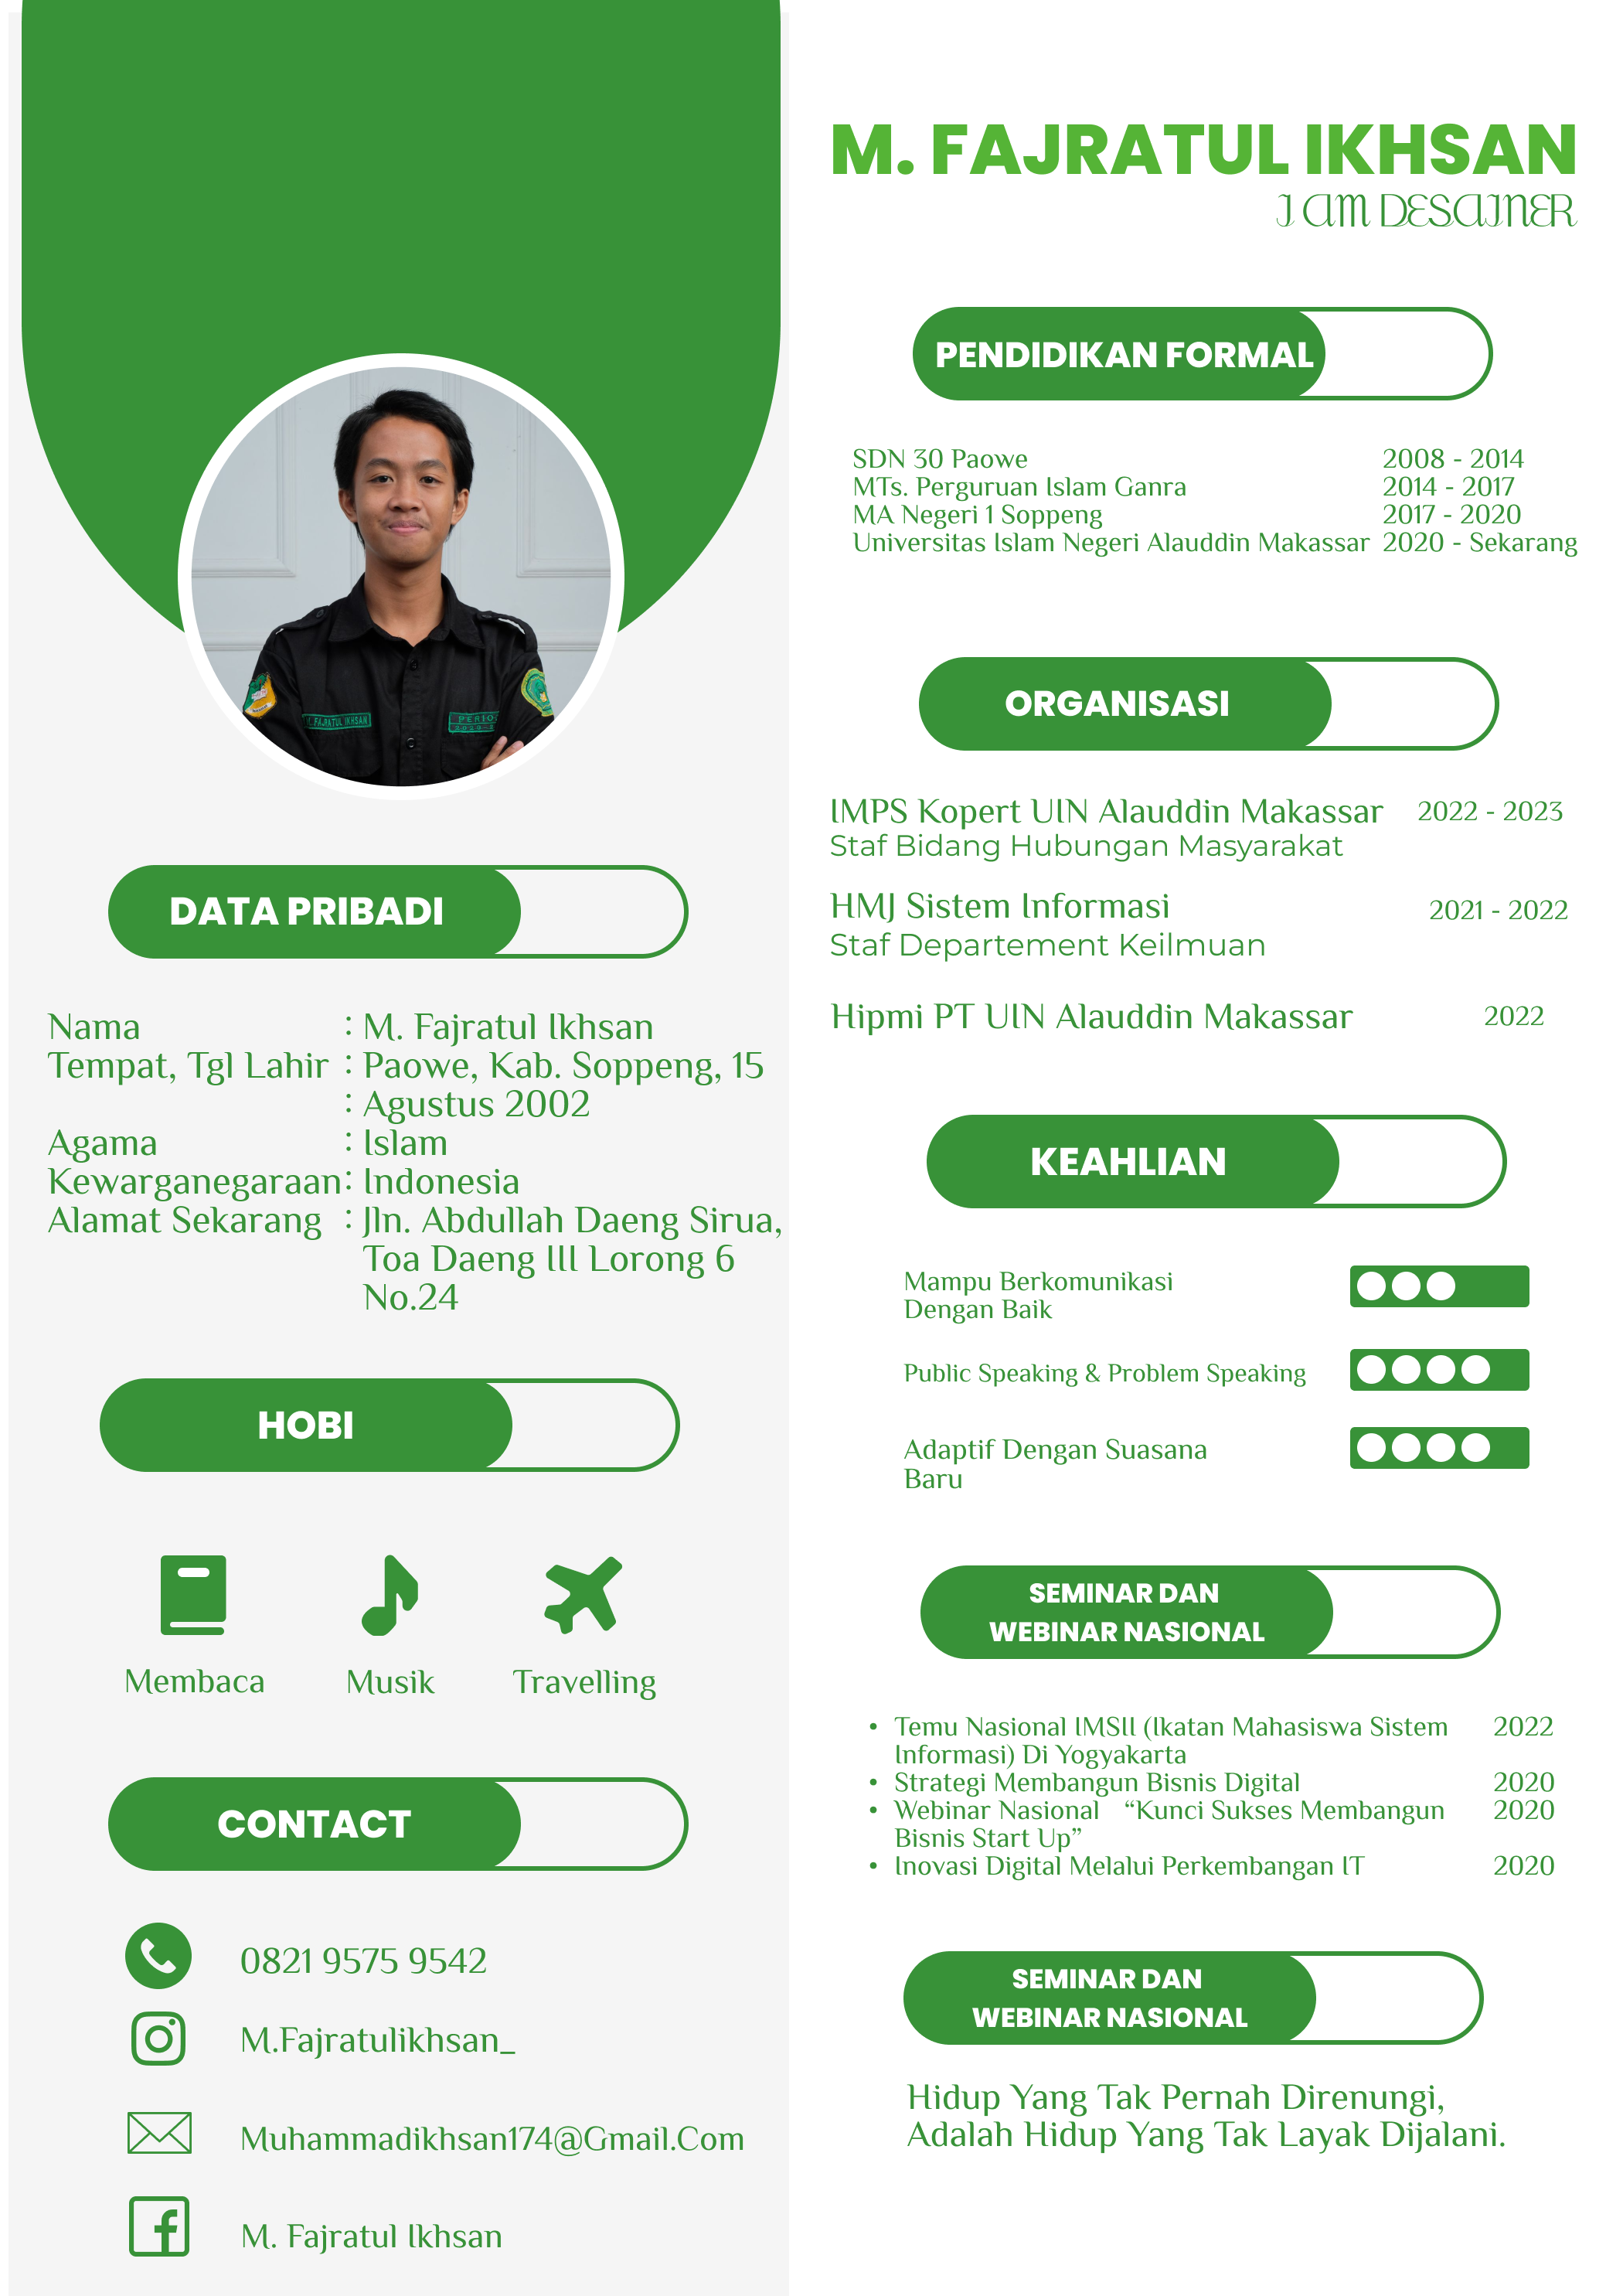 M. FAJRATUL IKHSAN
I AM DESAINER
M. FAJRATUL IKHSAN
PERIO
DATA PRIBADI
Nama : M. Fajratul Ikhsan
Tempat, Tgl Lahir : Paowe, Kab. Soppeng, 15
: Agustus 2002
Agama : Islam
Kewarganegaraan : Indonesia
Alamat Sekarang : Jln. Abdullah Daeng Sirua,
Toa Daeng III Lorong 6
No.24
HOBI
Membaca Musik Travelling
CONTACT
0821 9575 9542
M.Fajratulikhsan_
Muhammadikhsan174@Gmail.Com
M. Fajratul Ikhsan
PENDIDIKAN FORMAL
SDN 30 Paowe 2008 - 2014
MTs. Perguruan Islam Ganra 2014 - 2017
MA Negeri 1 Soppeng 2017 - 2020
Universitas Islam Negeri Alauddin Makassar 2020 - Sekarang
ORGANISASI
IMPS Kopert UIN Alauddin Makassar 2022 - 2023
Staf Bidang Hubungan Masyarakat
HMJ Sistem Informasi 2021 - 2022
Staf Departement Keilmuan
Hipmi PT UIN Alauddin Makassar 2022
KEAHLIAN
Mampu Berkomunikasi
Dengan Baik
Public Speaking & Problem Speaking
Adaptif Dengan Suasana
Baru
SEMINAR DAN
WEBINAR NASIONAL
• Temu Nasional IMSII (Ikatan Mahasiswa Sistem 2022
Informasi) Di Yogyakarta
• Strategi Membangun Bisnis Digital 2020
• Webinar Nasional “Kunci Sukses Membangun 2020
Bisnis Start Up”
• Inovasi Digital Melalui Perkembangan IT 2020
SEMINAR DAN
WEBINAR NASIONAL
Hidup Yang Tak Pernah Direnungi,
Adalah Hidup Yang Tak Layak Dijalani.